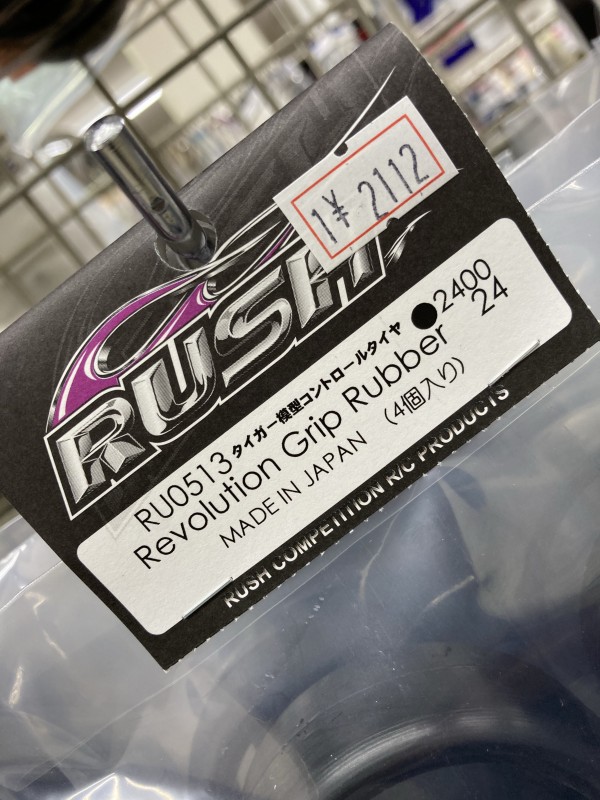 1¥ 2112
RUSH
RU0513 タイガー模型コントロールタイヤ ●2400
Revolution Grip Rubber 24
MADE IN JAPAN (4個入り)
RUSH COMPETITION R/C PRODUCTS